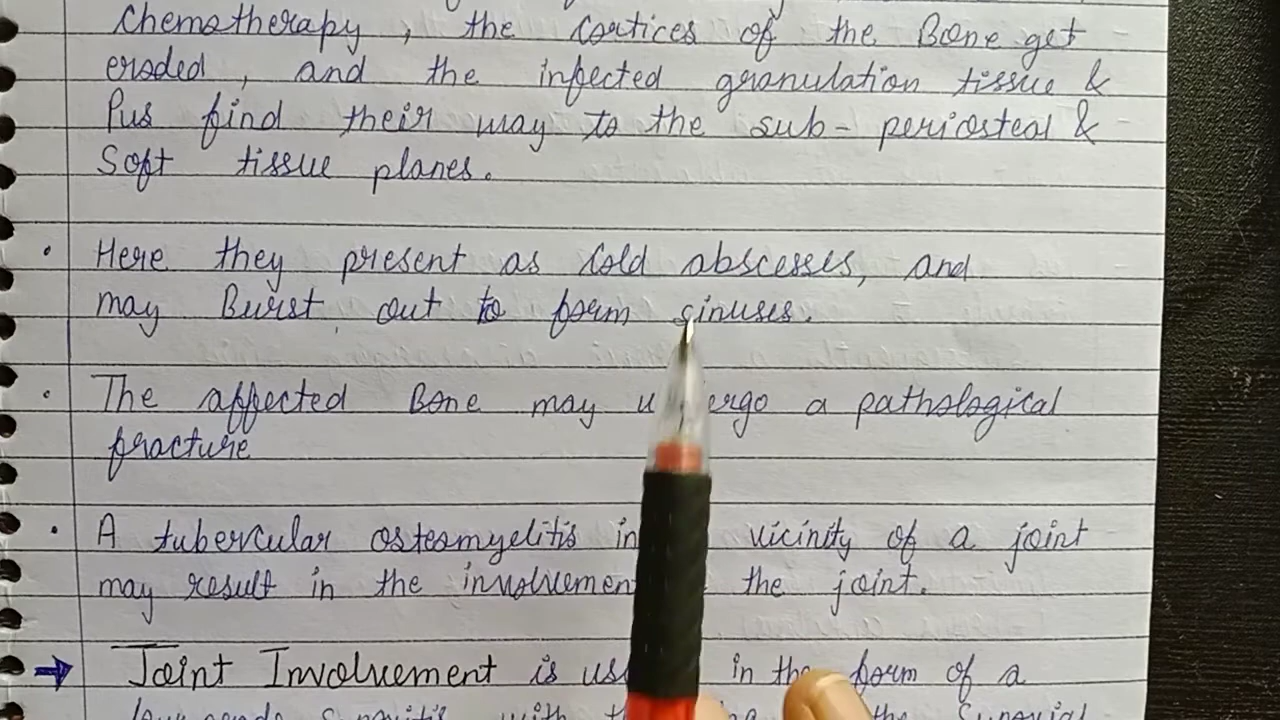 chemotherapy, the cortices of the Bone get
eroded, and the infected granulation tissue &
Pus find their way to the sub-periosteal &
Soft tissue planes.
• Here they present as cold abscesses, and
may Burst out to form sinuses.
• The affected Bone may u ergo a pathological
fracture
• A tubercular osteomyelitis in vicinity of a joint
may result in the involvemen the joint.
→ Joint Involvement is us in the form of a